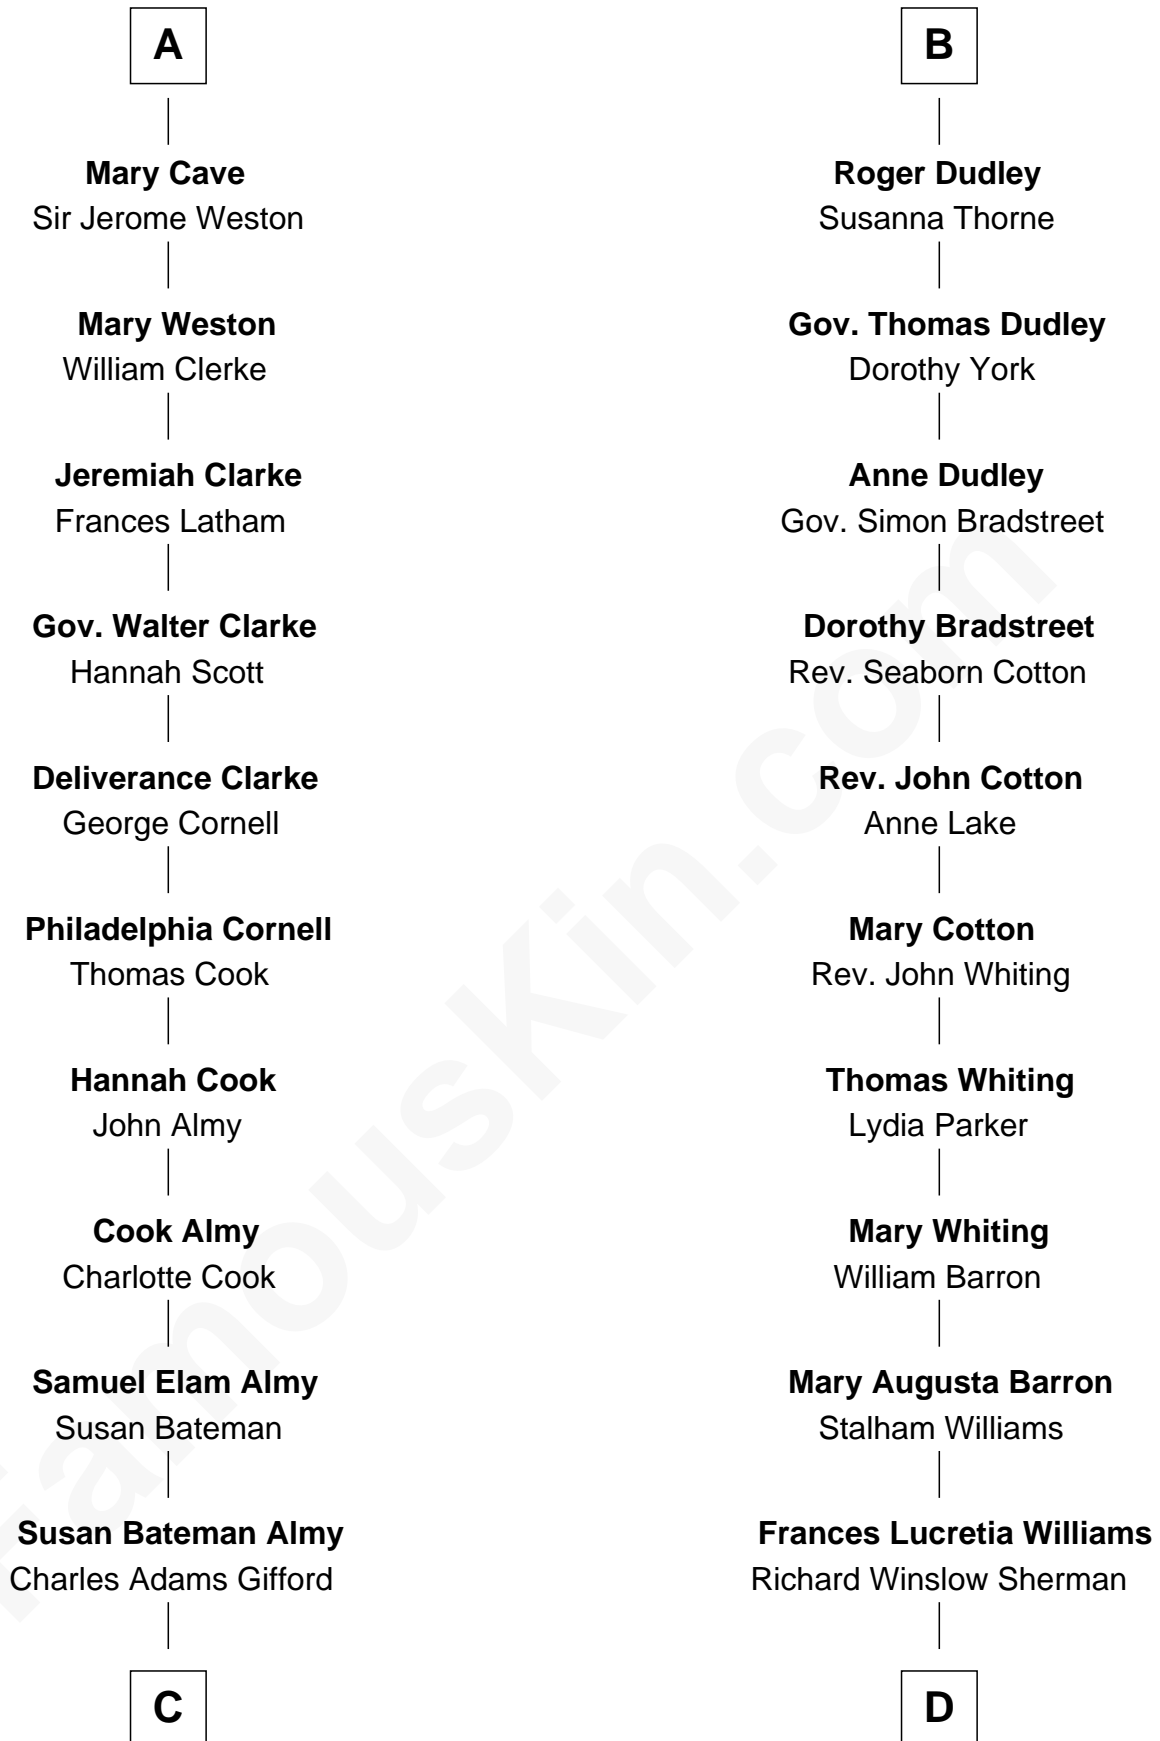 A
Mary Cave
Sir Jerome Weston
Mary Weston
William Clerke
Jeremiah Clarke
Frances Latham
Gov. Walter Clarke
Hannah Scott
Deliverance Clarke
George Cornell
Philadelphia Cornell
Thomas Cook
Hannah Cook
John Almy
Cook Almy
Charlotte Cook
Samuel Elam Almy
Susan Bateman
Susan Bateman Almy
Charles Adams Gifford
C
B
Roger Dudley
Susanna Thorne
Gov. Thomas Dudley
Dorothy York
Anne Dudley
Gov. Simon Bradstreet
Dorothy Bradstreet
Rev. Seaborn Cotton
Rev. John Cotton
Anne Lake
Mary Cotton
Rev. John Whiting
Thomas Whiting
Lydia Parker
Mary Whiting
William Barron
Mary Augusta Barron
Stalham Williams
Frances Lucretia Williams
Richard Winslow Sherman
D
FamousKin.com